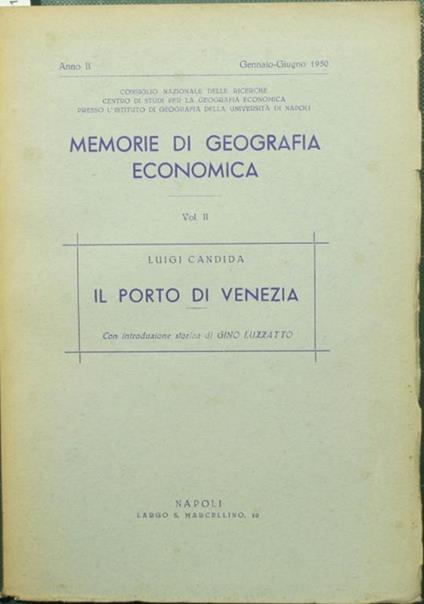 Anno II Gennaio-Giugno 1950
CONSIGLIO NAZIONALE DELLE RICERCHE
CENTRO DI STUDI PER LA GEOGRAFIA ECONOMICA
PRESSO L'ISTITUTO DI GEOGRAFIA DELLA UNIVERSITÀ DI NAPOLI
MEMORIE DI GEOGRAFIA
ECONOMICA
Vol. II
LUIGI CANDIDA
IL PORTO DI VENEZIA
Con introduzione storica di GINO LUZZATTO
NAPOLI
LARGO S. MARCELLINO, 10